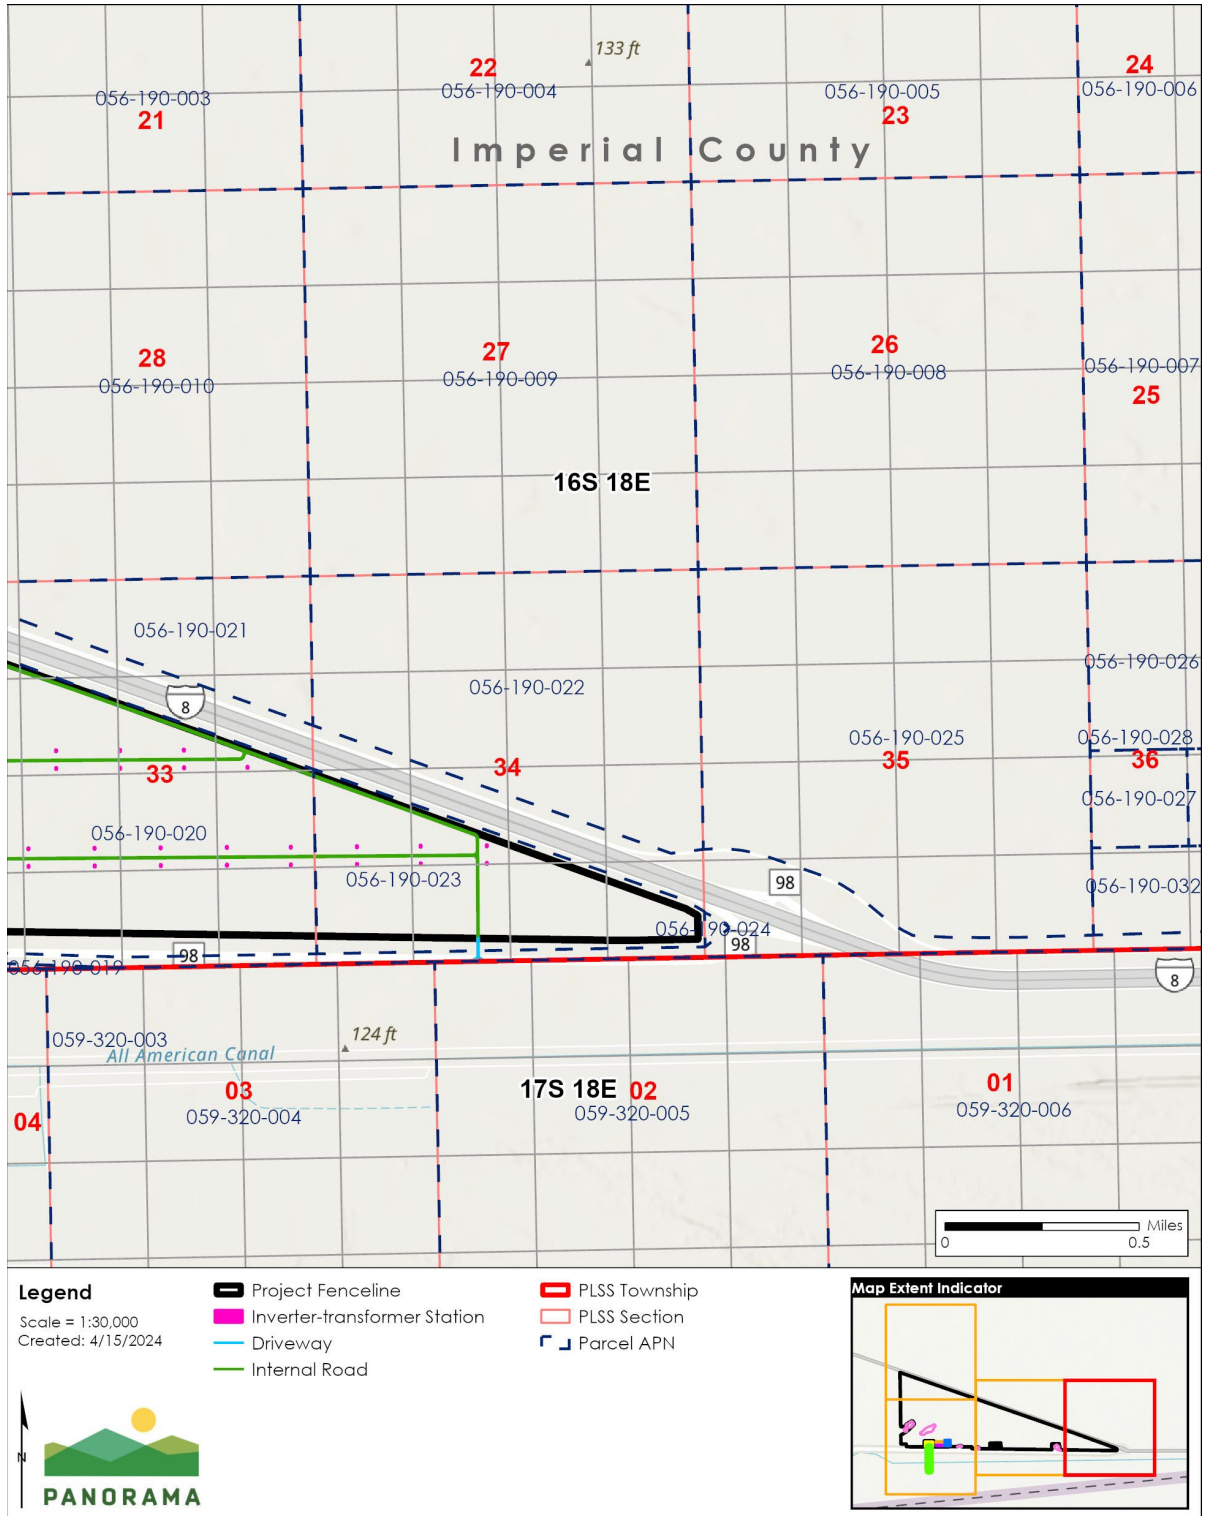 133 ft
22
24
056-190-003
056-190-004
056-190-005
056-190-006
21
23
Imperial County
28
27
26
056-190-007
056-190-010
056-190-009
056-190-008
25
16S 18E
056-190-021
056-190-022
056-190-026
8
056-190-025
056-190-028
33
34
35
36
056-190-027
056-190-020
056-190-023
98
056-190-032
056-190-024
98
98
056-190-019
8
059-320-003
124 ft
All American Canal
03
17S 18E
02
01
04
059-320-004
059-320-005
059-320-006
Miles
0
0.5
Legend
Scale = 1:30,000
Created: 4/15/2024
Project Fenceline
Inverter-transformer Station
Driveway
Internal Road
PLSS Township
PLSS Section
Parcel APN
Map Extent Indicator
N
PANORAMA